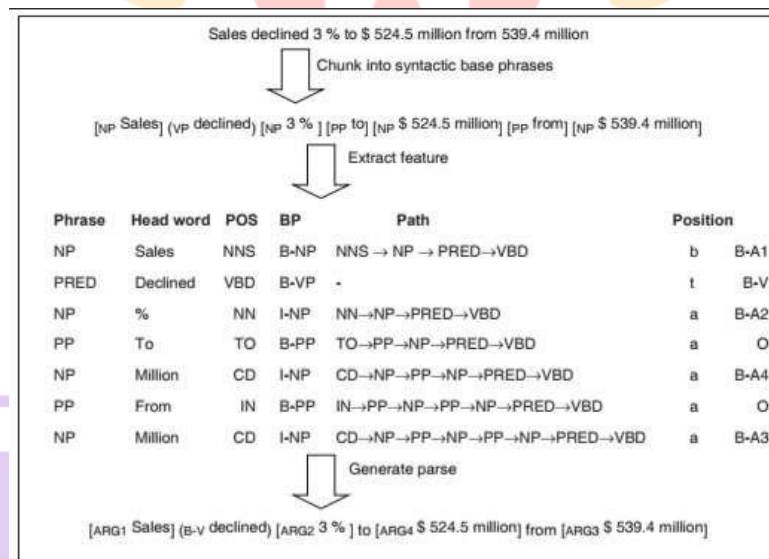 Sales declined 3 % to $ 524.5 million from 539.4 million
Chunk into syntactic base phrases
[NP Sales] (VP declined) [NP 3 % ] [PP to] [NP $ 524.5 million] [PP from] [NP $ 539.4 million]
Extract feature
Phrase Head word POS BP Path Position
NP Sales NNS B-NP NNS → NP → PRED→VBD b B-A1
PRED Declined VBD B-VP - t B-V
NP % NN I-NP NN→NP→PRED→VBD a B-A2
PP To TO B-PP TO→PP→NP→PRED→VBD a O
NP Million CD I-NP CD→NP→PP→NP→PRED→VBD a B-A4
PP From IN B-PP IN→PP→NP→PP→NP→PRED→VBD a O
NP Million CD I-NP CD→NP→PP→NP→PP→NP→PRED→VBD a B-A3
Generate parse
[ARG1 Sales] (B-V declined) [ARG2 3 % ] to [ARG4 $ 524.5 million] from [ARG3 $ 539.4 million]